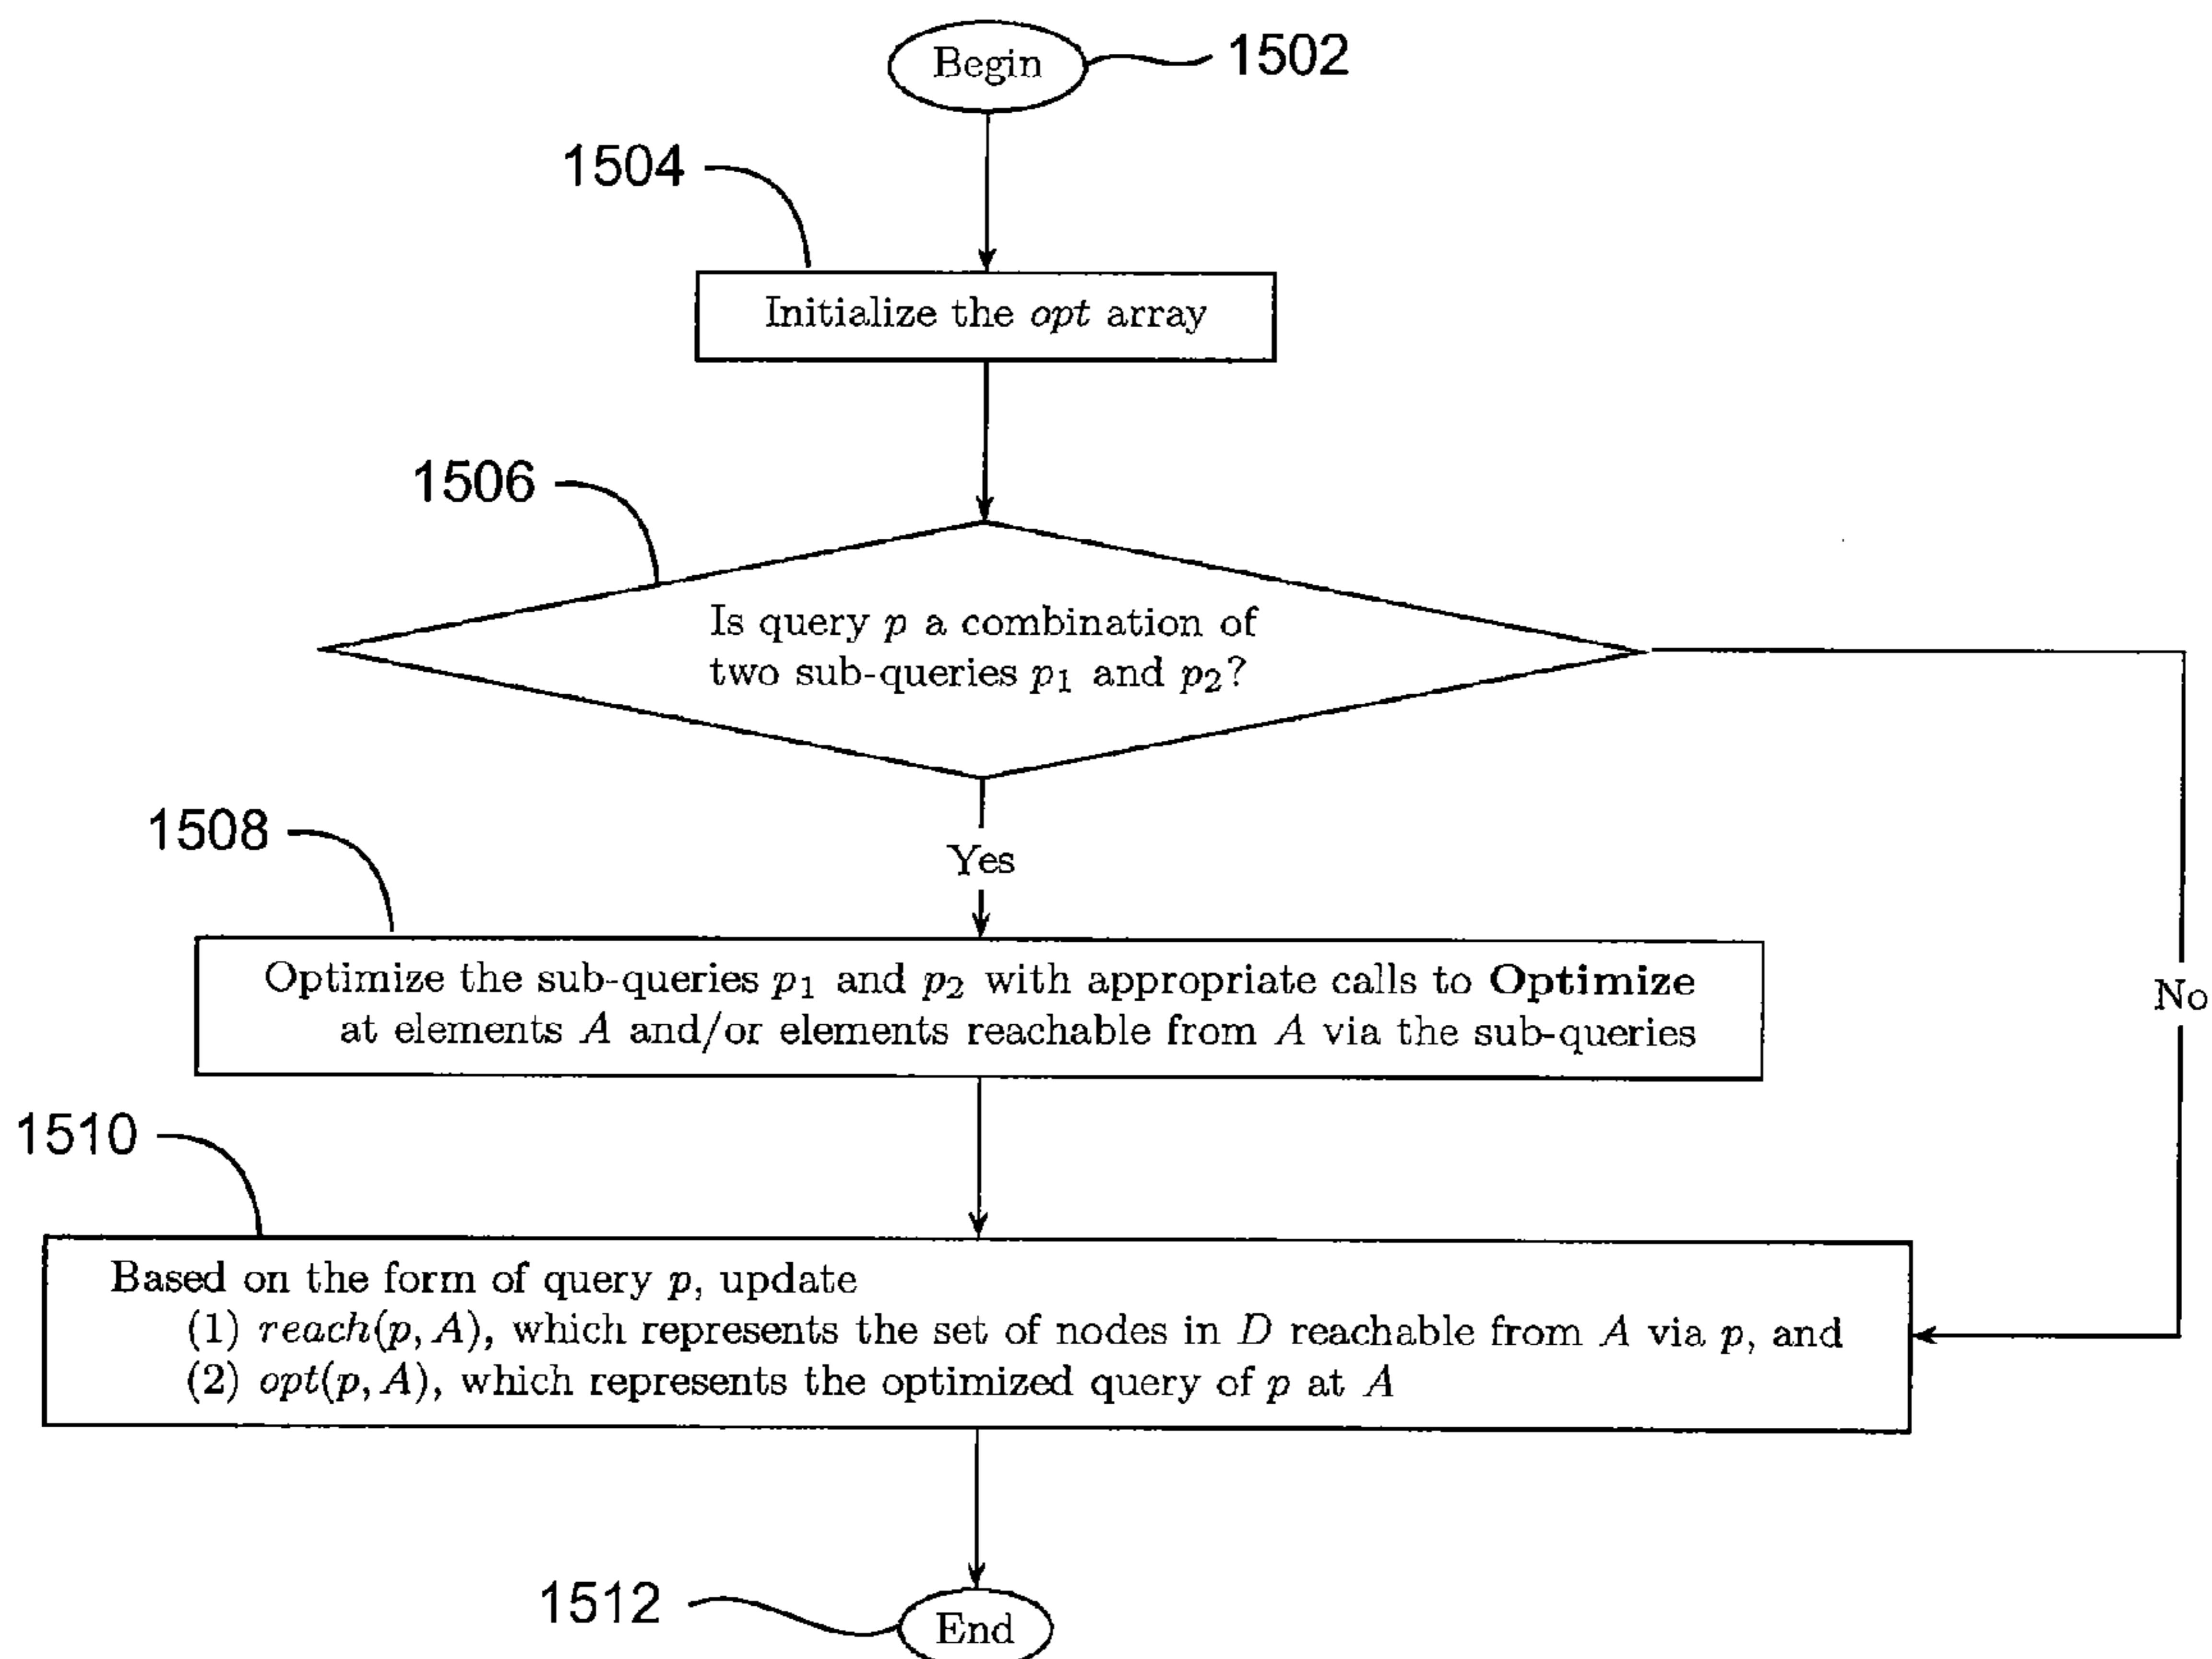 Begin
1502
1504
Initialize the opt array
1506
Is query p a combination of
two sub-queries p₁ and p₂?
1508
Yes
Optimize the sub-queries p₁ and p₂ with appropriate calls to Optimize
at elements A and/or elements reachable from A via the sub-queries
No
1510
Based on the form of query p, update
(1) reach(p, A), which represents the set of nodes in D reachable from A via p, and
(2) opt(p, A), which represents the optimized query of p at A
1512
End